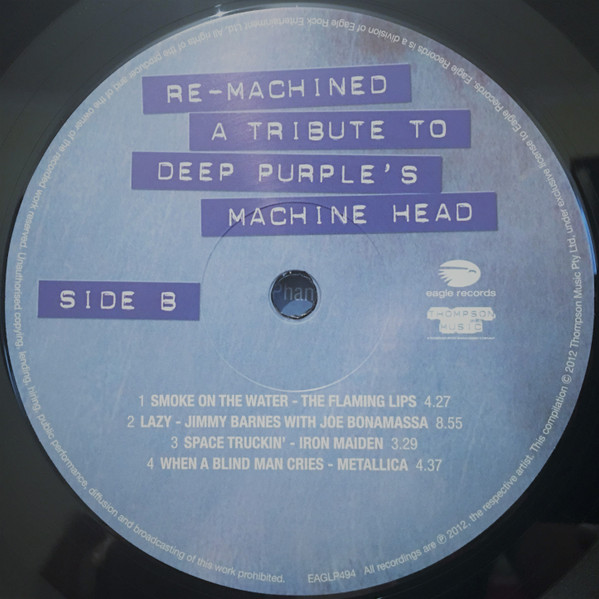 RE-MACHINED
A TRIBUTE TO
DEEP PURPLE'S
MACHINE HEAD
SIDE B
'han
eagle records
THOMPSON
MUSIC
1 SMOKE ON THE WATER - THE FLAMING LIPS 4.27
2 LAZY - JIMMY BARNES WITH JOE BONAMASSA 8.55
3 SPACE TRUCKIN' - IRON MAIDEN 3.29
4 WHEN A BLIND MAN CRIES - METALLICA 4.37
EAGLP494 All recordings are ℗ 2012, the respective artist. This compilation © 2012 Thompson Music Pty Ltd, under exclusive license to Eagle Records. Eagle Records is a division of Eagle Rock Entertainment Ltd. All rights of the producer and of the owner of the recorded work reserved. Unauthorised copying, lending, hiring, public performance, diffusion and broadcasting of this work prohibited.